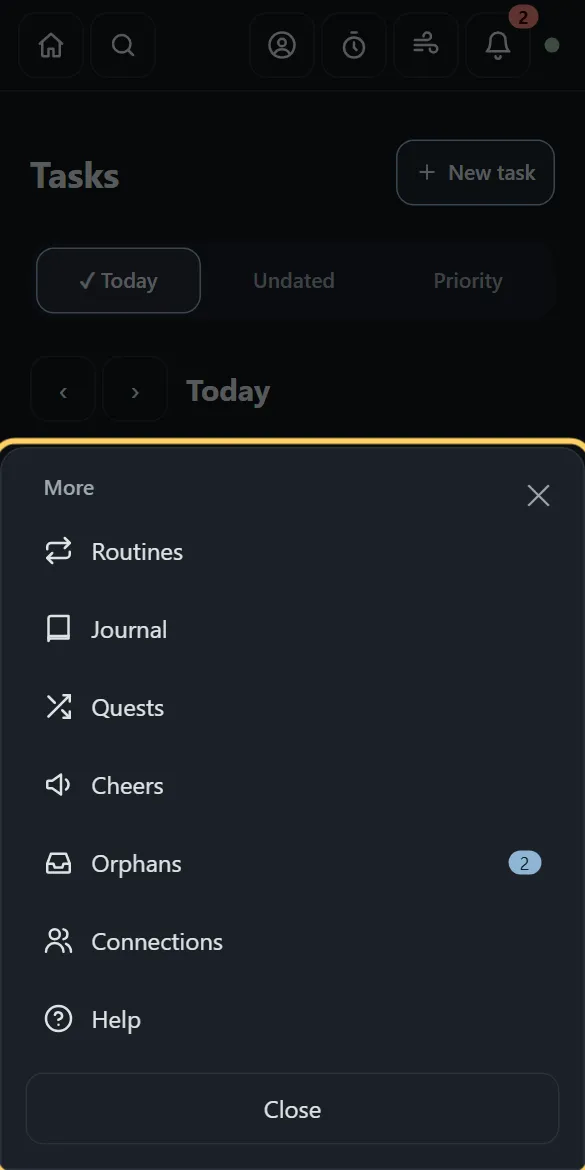 2
Tasks
+ New task
✓ Today
Undated
Priority
‹
›
Today
More
Routines
Journal
Quests
Cheers
Orphans
2
Connections
Help
Close